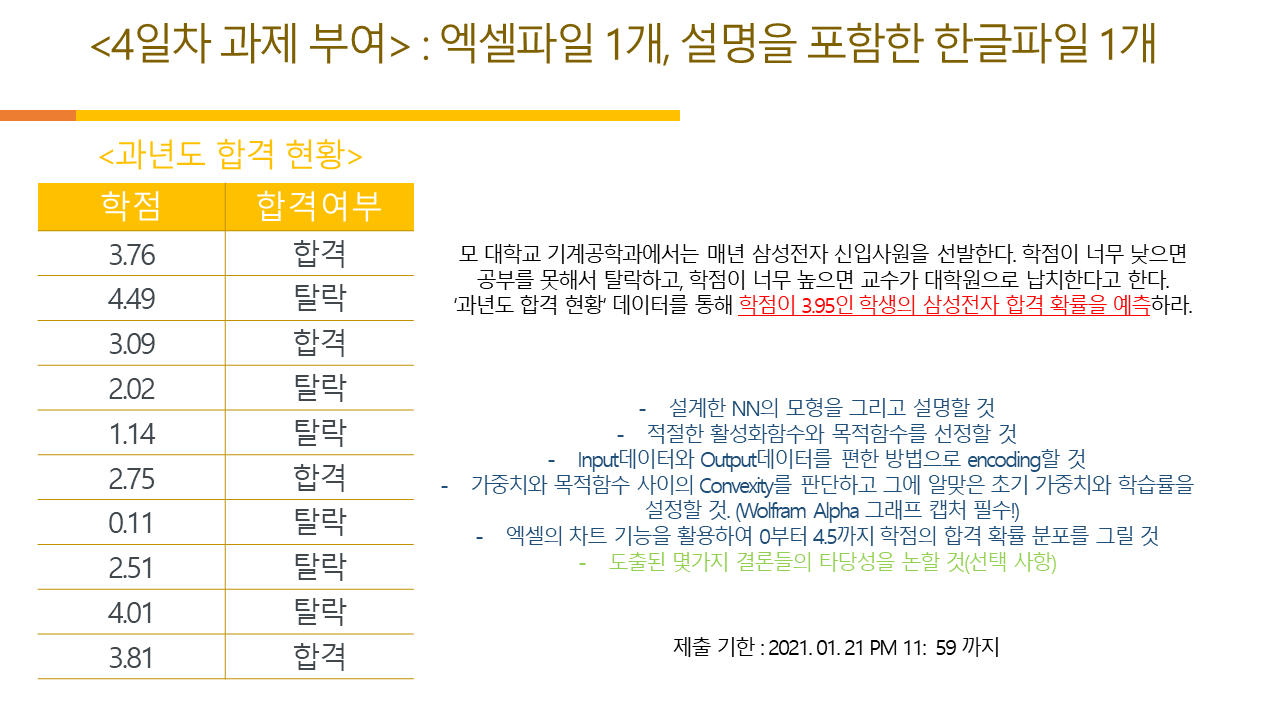 <4일차 과제 부여> : 엑셀파일 1개, 설명을 포함한 한글파일 1개
<과년도 합격 현황>
학점 합격여부
3.76 합격
4.49 탈락
3.09 합격
2.02 탈락
1.14 탈락
2.75 합격
0.11 탈락
2.51 탈락
4.01 탈락
3.81 합격
모 대학교 기계공학과에서는 매년 삼성전자 신입사원을 선발한다. 학점이 너무 낮으면
공부를 못해서 탈락하고, 학점이 너무 높으면 교수가 대학원으로 납치한다고 한다.
‘과년도 합격 현황’ 데이터를 통해 학점이 3.95인 학생의 삼성전자 합격 확률을 예측하라.
- 설계한 NN의 모형을 그리고 설명할 것
- 적절한 활성화함수와 목적함수를 선정할 것
- Input데이터와 Output데이터를 편한 방법으로 encoding할 것
- 가중치와 목적함수 사이의 Convexity를 판단하고 그에 알맞은 초기 가중치와 학습률을
설정할 것. (Wolfram Alpha 그래프 캡처 필수!)
- 엑셀의 차트 기능을 활용하여 0부터 4.5까지 학점의 합격 확률 분포를 그릴 것
- 도출된 몇가지 결론들의 타당성을 논할 것(선택 사항)
제출 기한 : 2021. 01. 21 PM 11: 59 까지